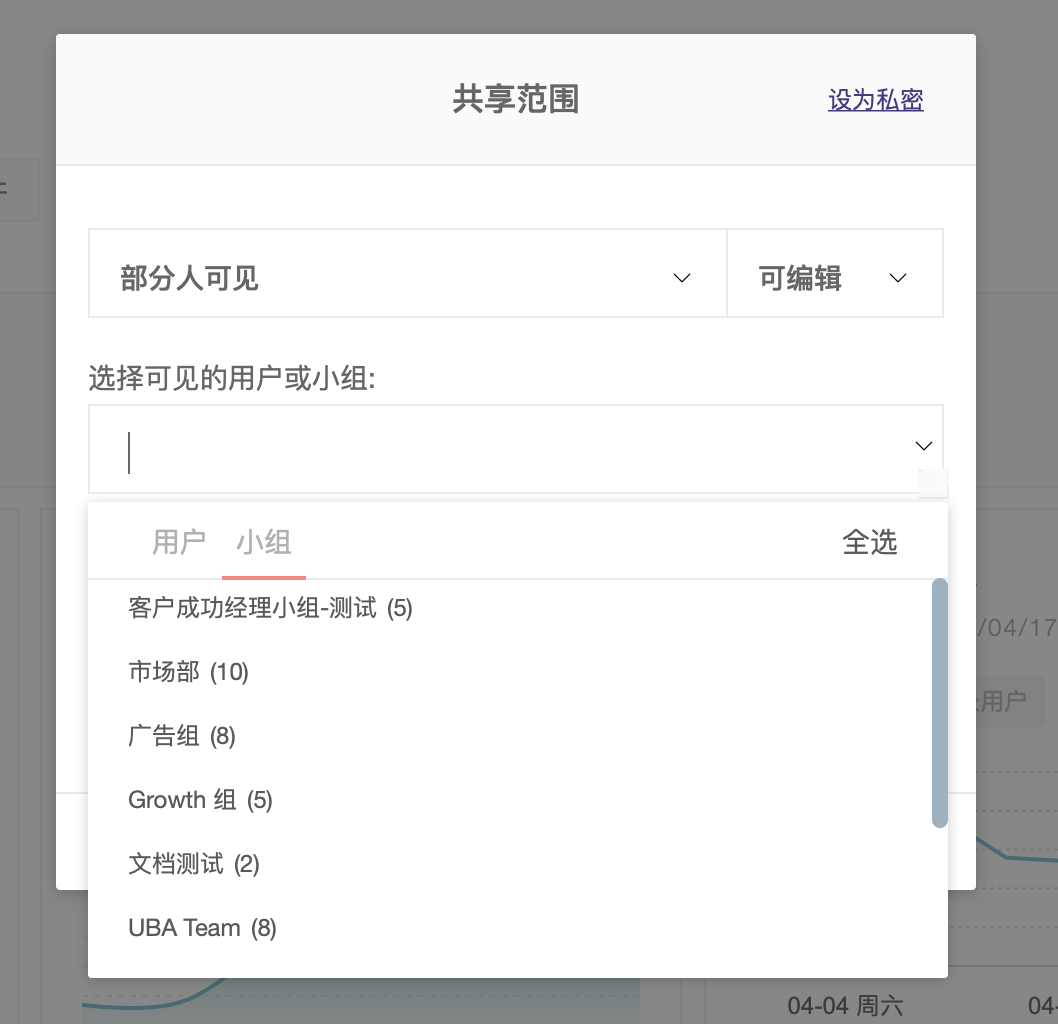 共享范围
设为私密
部分人可见
可编辑
选择可见的用户或小组:
用户
小组
全选
客户成功经理小组-测试 (5)
市场部 (10)
/04/17
广告组 (8)
用户
Growth 组 (5)
文档测试 (2)
UBA Team (8)
04-04 周六
04-